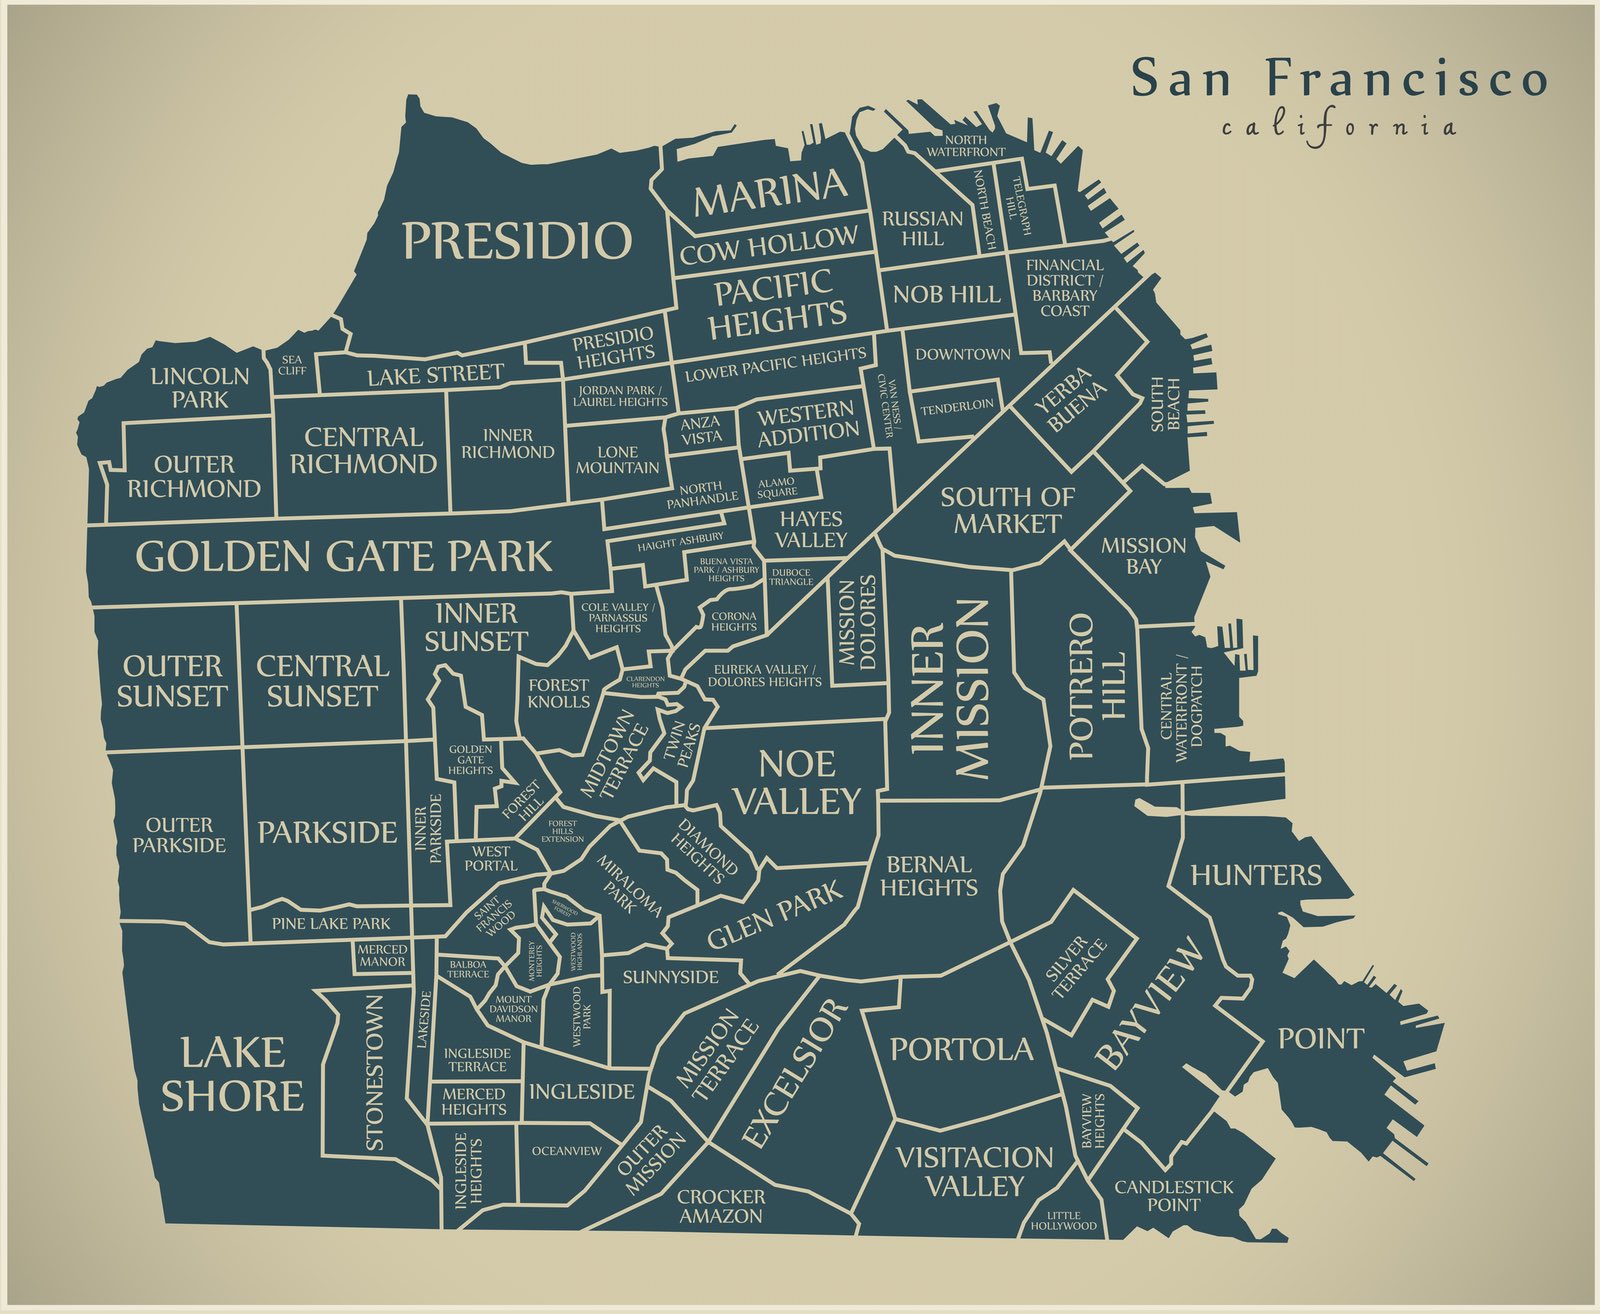 San Francisco
california
NORTH
WATERFRONT
MARINA
NORTH BEACH
TELEGRAPH
HILL
RUSSIAN
HILL
PRESIDIO
COW HOLLOW
PACIFIC
HEIGHTS
NOB HILL
FINANCIAL
DISTRICT /
BARBARY
COAST
PRESIDIO
HEIGHTS
SEA
CLIFF
LAKE STREET
LOWER PACIFIC HEIGHTS
DOWNTOWN
LINCOLN
PARK
JORDAN PARK /
LAUREL HEIGHTS
VAN NESS /
CIVIC CENTER
TENDERLOIN
YERBA
BUENA
SOUTH
BEACH
ANZA
VISTA
WESTERN
ADDITION
CENTRAL
RICHMOND
INNER
RICHMOND
LONE
MOUNTAIN
OUTER
RICHMOND
NORTH
PANHANDLE
ALAMO
SQUARE
SOUTH OF
MARKET
HAYES
VALLEY
GOLDEN GATE PARK
HAIGHT ASHBURY
MISSION
BAY
BUENA VISTA
PARK / ASHBURY
HEIGHTS
DUBOCE
TRIANGLE
COLE VALLEY /
PARNASSUS
HEIGHTS
CORONA
HEIGHTS
MISSION
DOLORES
INNER
MISSION
POTRERO
HILL
CENTRAL
WATERFRONT /
DOGPATCH
INNER
SUNSET
OUTER
SUNSET
CENTRAL
SUNSET
FOREST
KNOLLS
CLARENDON
HEIGHTS
EUREKA VALLEY /
DOLORES HEIGHTS
MIDTOWN
TERRACE
TWIN
PEAKS
GOLDEN
GATE
HEIGHTS
NOE
VALLEY
FOREST
HILL
OUTER
PARKSIDE
PARKSIDE
INNER
PARKSIDE
FOREST
HILLS
EXTENSION
WEST
PORTAL
DIAMOND
HEIGHTS
MIRALOMA
PARK
BERNAL
HEIGHTS
HUNTERS
POINT
GLEN PARK
SAINT
FRANCIS
WOOD
SHERWOOD
FOREST
PINE LAKE PARK
MERCED
MANOR
BALBOA
TERRACE
MONTEREY
HEIGHTS
WESTWOOD
HIGHLANDS
SUNNYSIDE
SILVER
TERRACE
BAYVIEW
MOUNT
DAVIDSON
MANOR
WESTWOOD
PARK
LAKESIDE
STONESTOWN
LAKE
SHORE
INGLESIDE
TERRACE
MISSION
TERRACE
EXCELSIOR
PORTOLA
MERCED
HEIGHTS
INGLESIDE
BAYVIEW
HEIGHTS
INGLESIDE
HEIGHTS
OCEANVIEW
OUTER
MISSION
VISITACION
VALLEY
CROCKER
AMAZON
CANDLESTICK
POINT
LITTLE
HOLLYWOOD